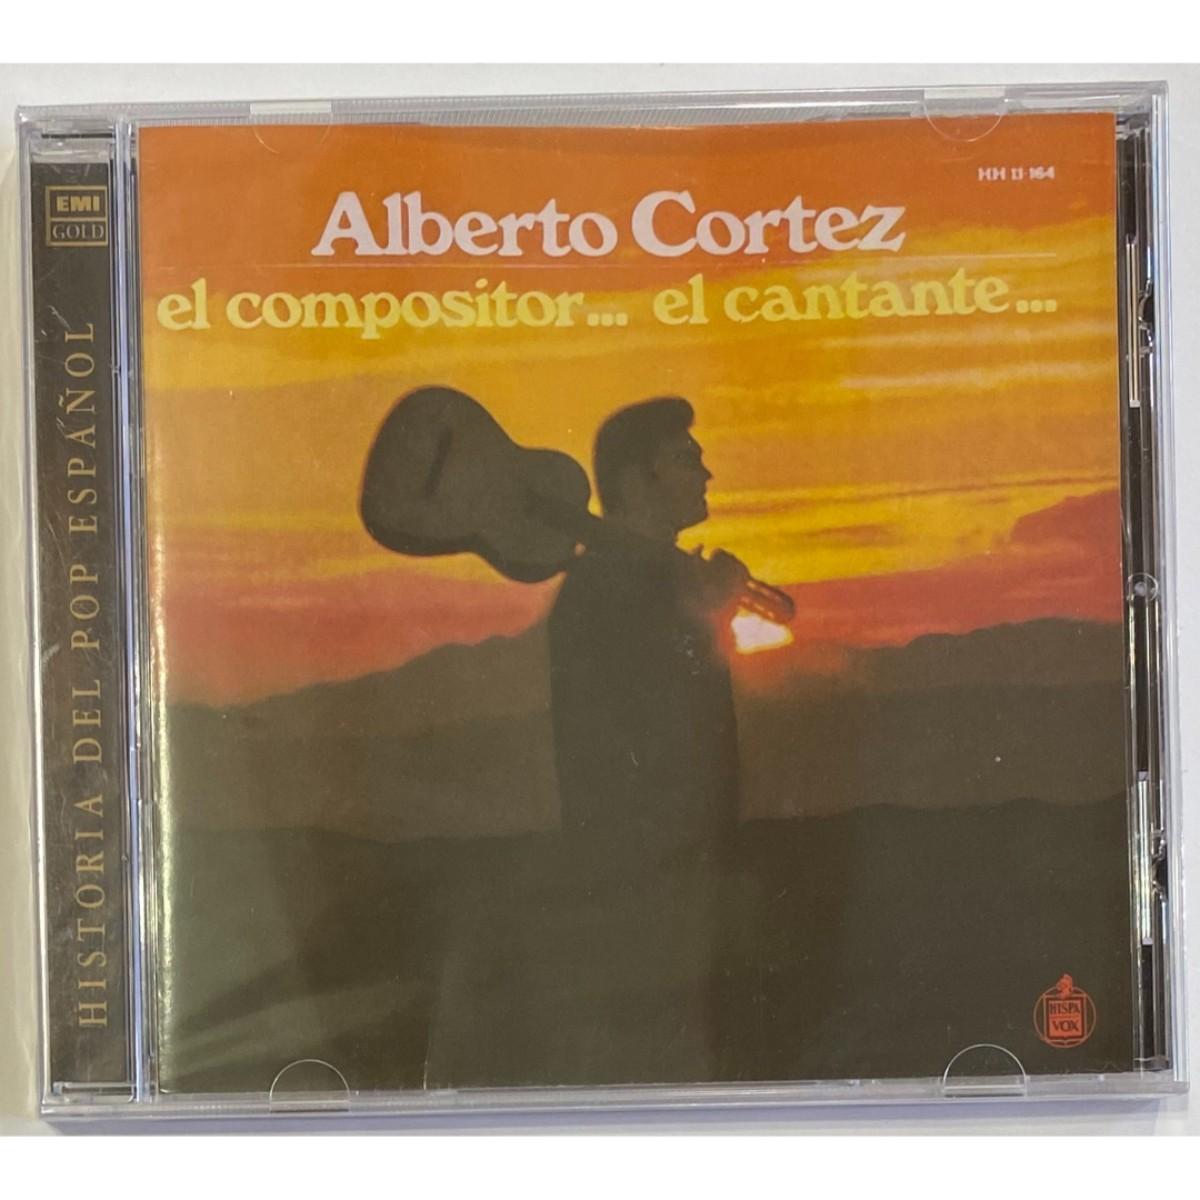 HH 11-164
Alberto Cortez
el compositor... el cantante...
EMI
GOLD
HISTORIA DEL POP ESPAÑOL
HISPA
VOX